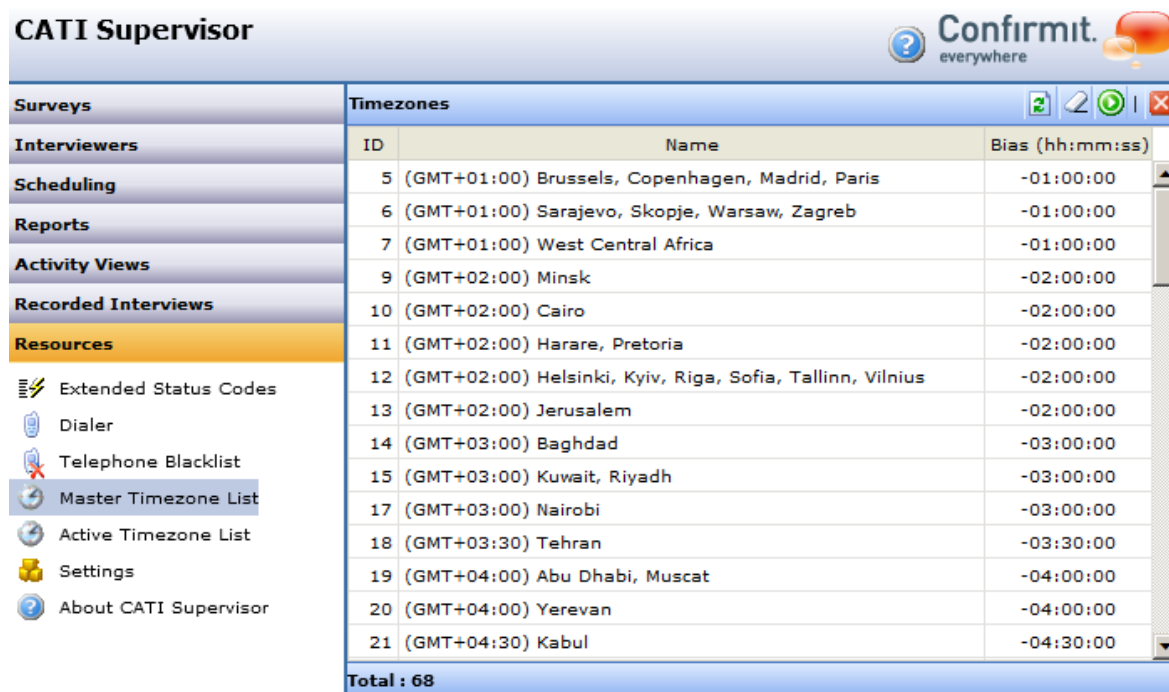 CATI Supervisor
?
Confirmit.
everywhere
Surveys
Interviewers
Scheduling
Reports
Activity Views
Recorded Interviews
Resources
Extended Status Codes
Dialer
Telephone Blacklist
Master Timezone List
Active Timezone List
Settings
? About CATI Supervisor
Timezones
ID Name Bias (hh:mm:ss)
5 (GMT+01:00) Brussels, Copenhagen, Madrid, Paris -01:00:00
6 (GMT+01:00) Sarajevo, Skopje, Warsaw, Zagreb -01:00:00
7 (GMT+01:00) West Central Africa -01:00:00
9 (GMT+02:00) Minsk -02:00:00
10 (GMT+02:00) Cairo -02:00:00
11 (GMT+02:00) Harare, Pretoria -02:00:00
12 (GMT+02:00) Helsinki, Kyiv, Riga, Sofia, Tallinn, Vilnius -02:00:00
13 (GMT+02:00) Jerusalem -02:00:00
14 (GMT+03:00) Baghdad -03:00:00
15 (GMT+03:00) Kuwait, Riyadh -03:00:00
17 (GMT+03:00) Nairobi -03:00:00
18 (GMT+03:30) Tehran -03:30:00
19 (GMT+04:00) Abu Dhabi, Muscat -04:00:00
20 (GMT+04:00) Yerevan -04:00:00
21 (GMT+04:30) Kabul -04:30:00
Total : 68